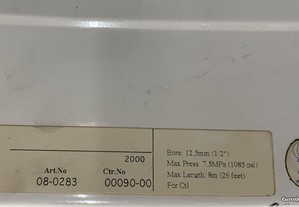 2000
Art.No Ctr.No
08-0283 00090-00
Bore: 12.5mm (1/2")
Max Press: 7.5MPa (1085 psi)
Max Length: 8m (26 feet)
For Oil